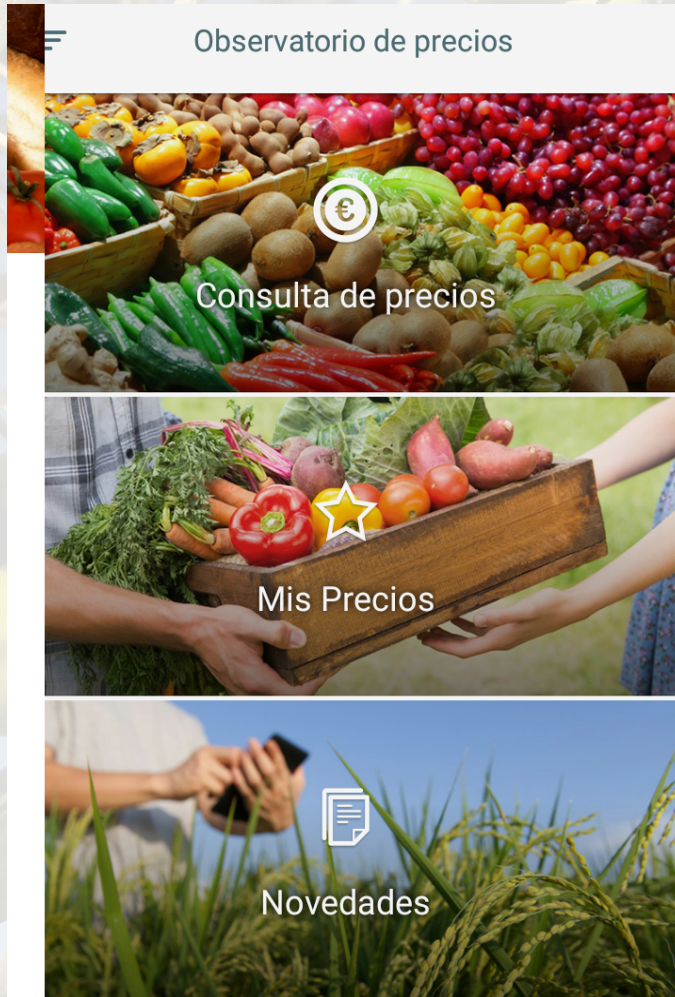 Observatorio de precios
€
Consulta de precios
Mis Precios
Novedades